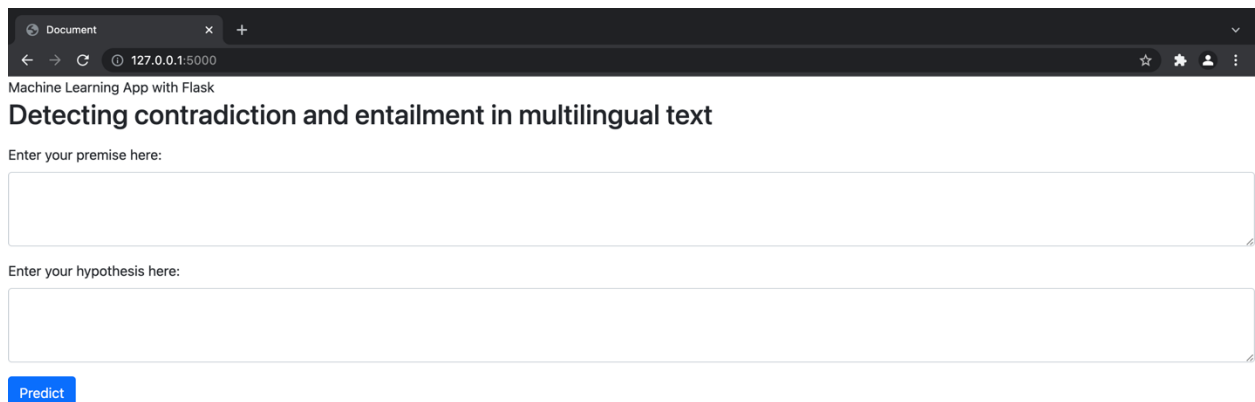 Document
127.0.0.1:5000
Machine Learning App with Flask
Detecting contradiction and entailment in multilingual text
Enter your premise here:
Enter your hypothesis here:
Predict